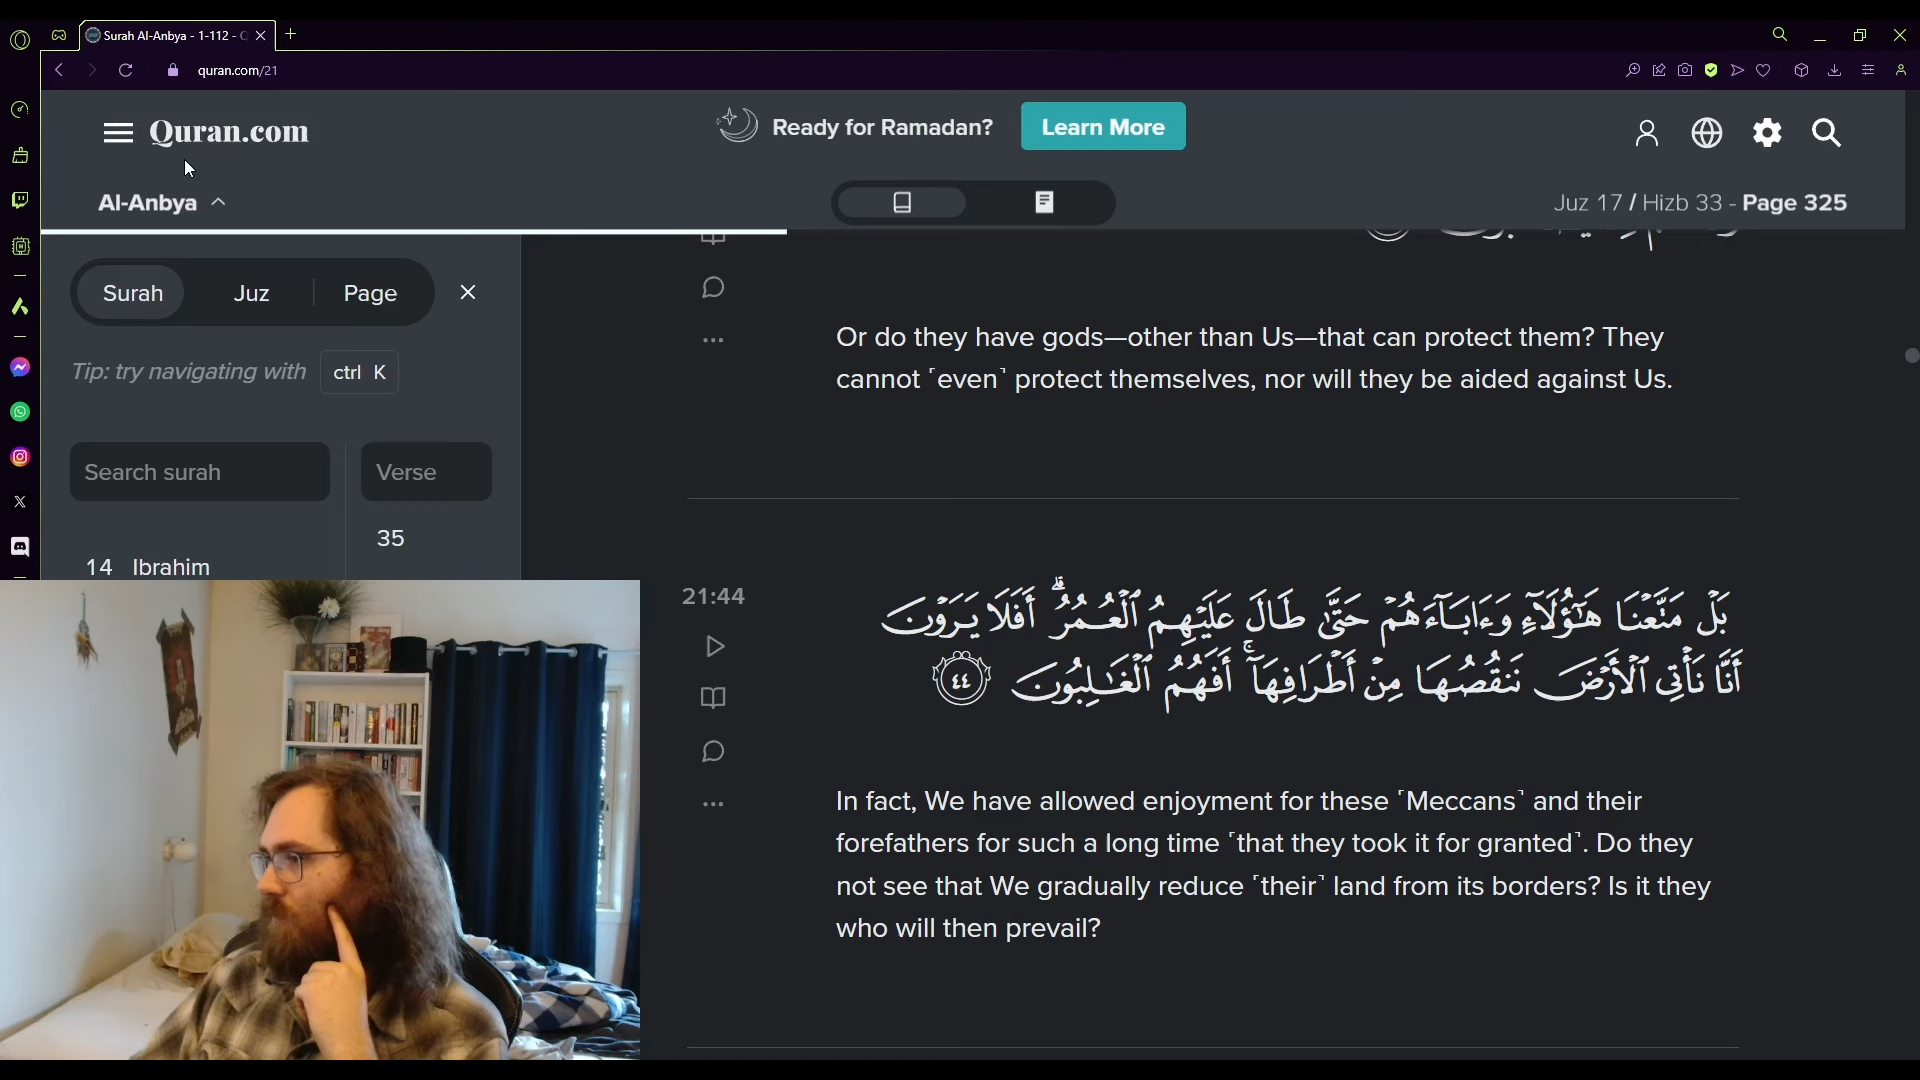 Surah Al-Anbya - 1-112 -
quran.com/21
Quran.com
Ready for Ramadan?
Learn More
Al-Anbya
Juz 17 / Hizb 33 - Page 325
Surah
Juz
Page
Tip: try navigating with ctrl K
Search surah
Verse
35
14 Ibrahim
Or do they have gods—other than Us—that can protect them? They
cannot ˹even˺ protect themselves, nor will they be aided against Us.
21:44
بَلْ مَتَّعْنَا هَـٰٓؤُلَآءِ وَءَابَآءَهُمْ حَتَّىٰ طَالَ عَلَيْهِمُ ٱلْعُمُرُ ۗ أَفَلَا يَرَوْنَ
أَنَّا نَأْتِى ٱلْأَرْضَ نَنقُصُهَا مِنْ أَطْرَافِهَآ ۚ أَفَهُمُ ٱلْغَـٰلِبُونَ ٤٤
In fact, We have allowed enjoyment for these ˹Meccans˺ and their
forefathers for such a long time ˹that they took it for granted˺. Do they
not see that We gradually reduce ˹their˺ land from its borders? Is it they
who will then prevail?